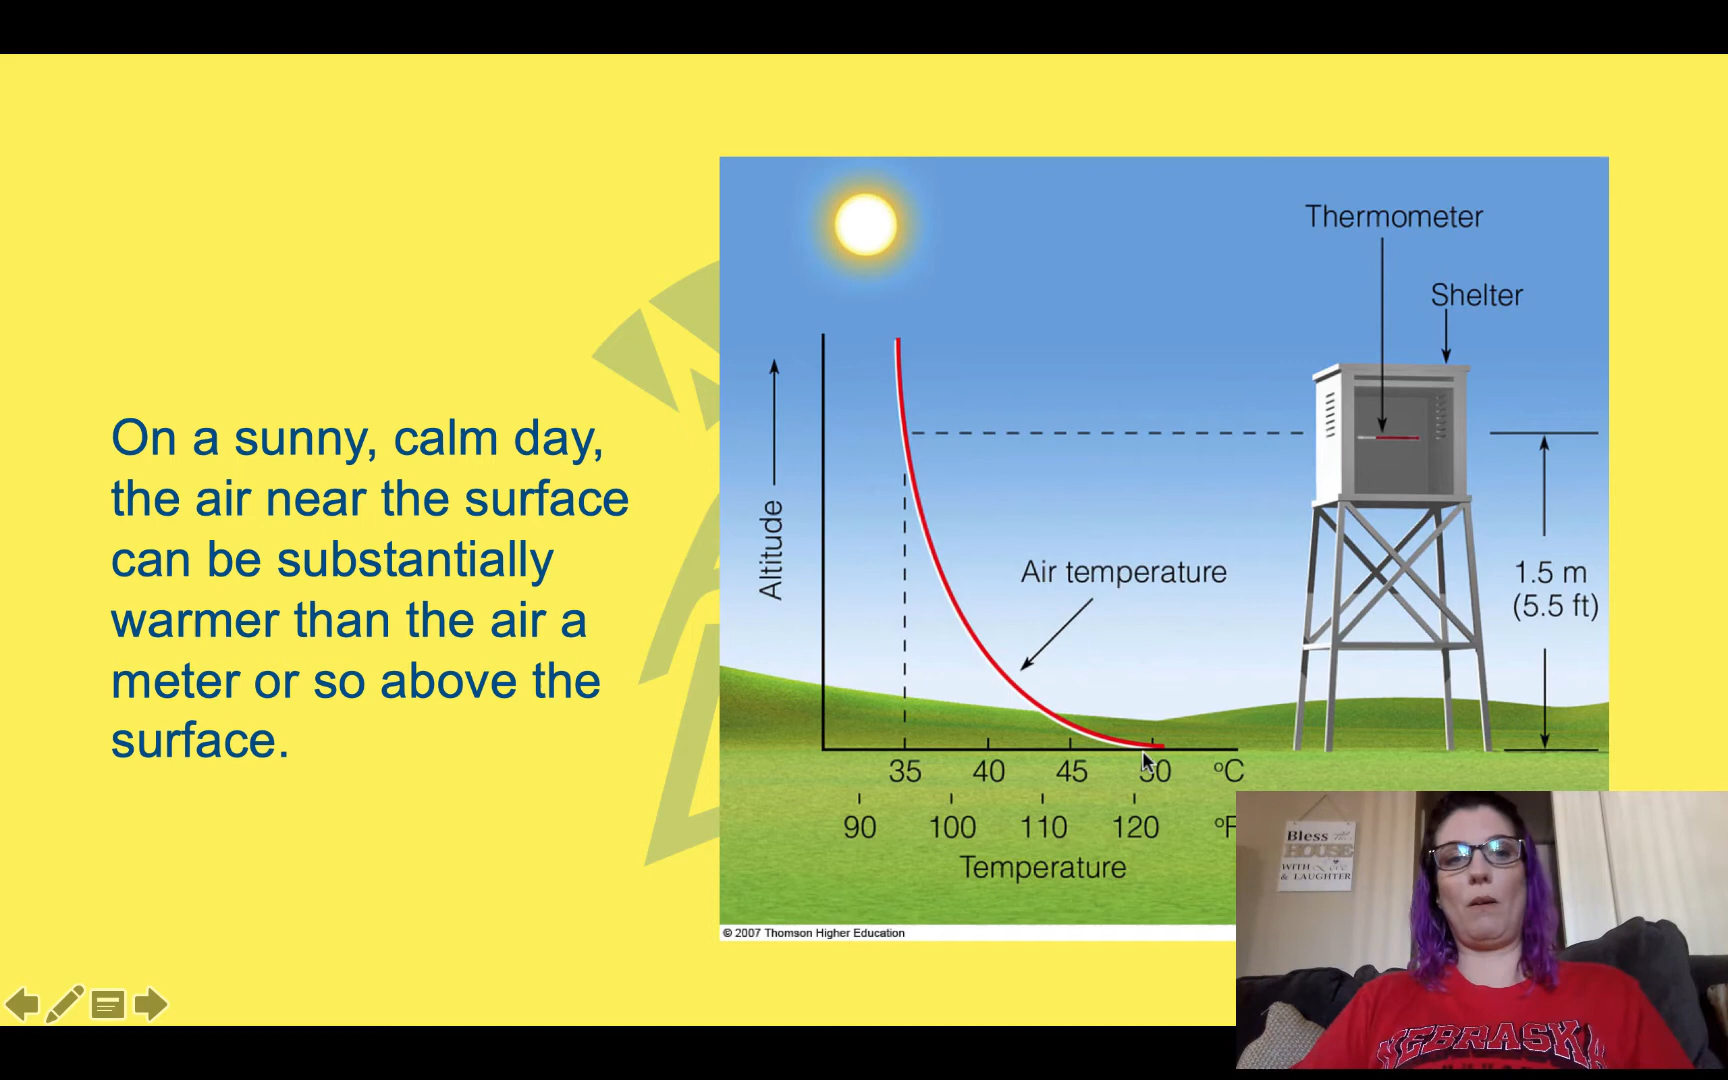 On a sunny, calm day,
the air near the surface
can be substantially
warmer than the air a
meter or so above the
surface.
Thermometer
Shelter
Altitude
Air temperature
1.5 m
(5.5 ft)
35 40 45 50 ºC
90 100 110 120 ºF
Temperature
© 2007 Thomson Higher Education
Bless
HOUSE
WITH
& LAUGHTER
NEBRASKA